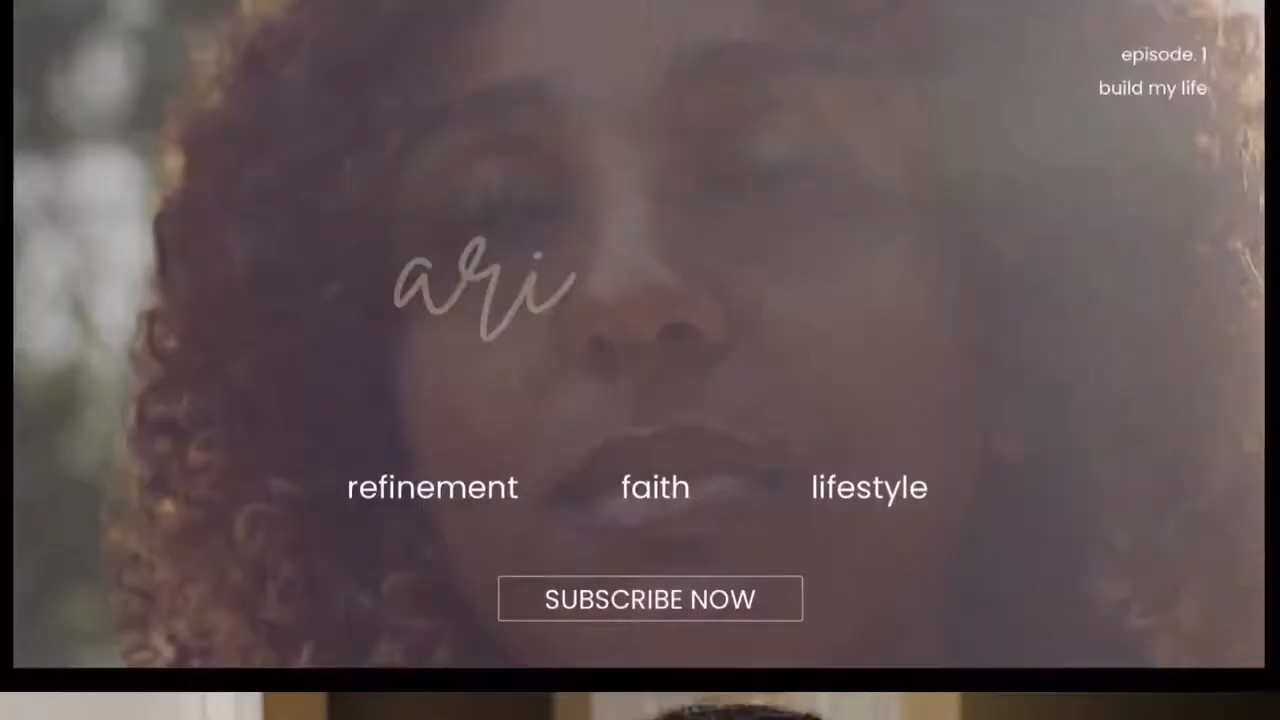 episode. 1
build my life
ari
refinement faith lifestyle
SUBSCRIBE NOW